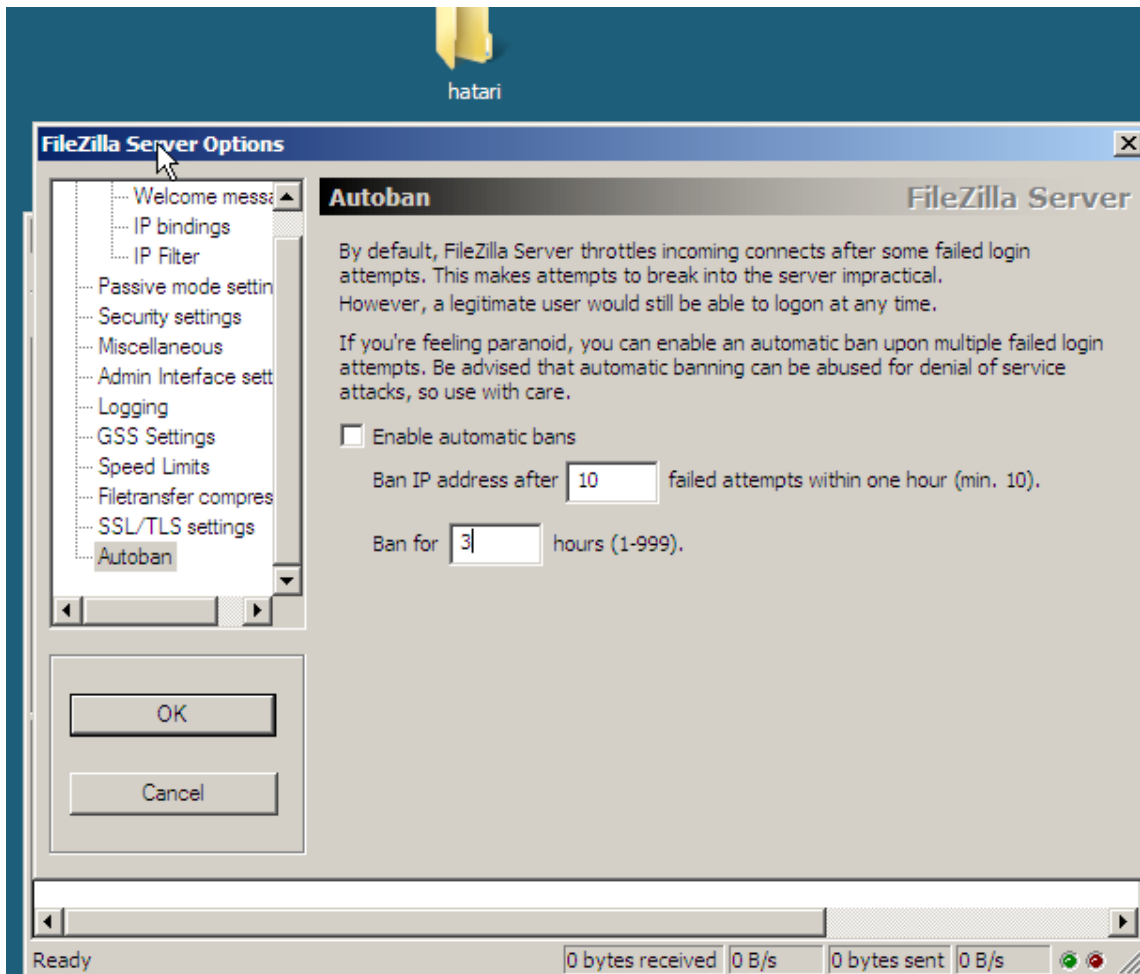 hatari
FileZilla Server Options
Welcome messa
IP bindings
IP Filter
Passive mode settin
Security settings
Miscellaneous
Admin Interface sett
Logging
GSS Settings
Speed Limits
Filetransfer compres
SSL/TLS settings
Autoban
OK
Cancel
Autoban
FileZilla Server
By default, FileZilla Server throttles incoming connects after some failed login
attempts. This makes attempts to break into the server impractical.
However, a legitimate user would still be able to logon at any time.
If you're feeling paranoid, you can enable an automatic ban upon multiple failed login
attempts. Be advised that automatic banning can be abused for denial of service
attacks, so use with care.
Enable automatic bans
Ban IP address after 10 failed attempts within one hour (min. 10).
Ban for 3 hours (1-999).
Ready 0 bytes received 0 B/s 0 bytes sent 0 B/s